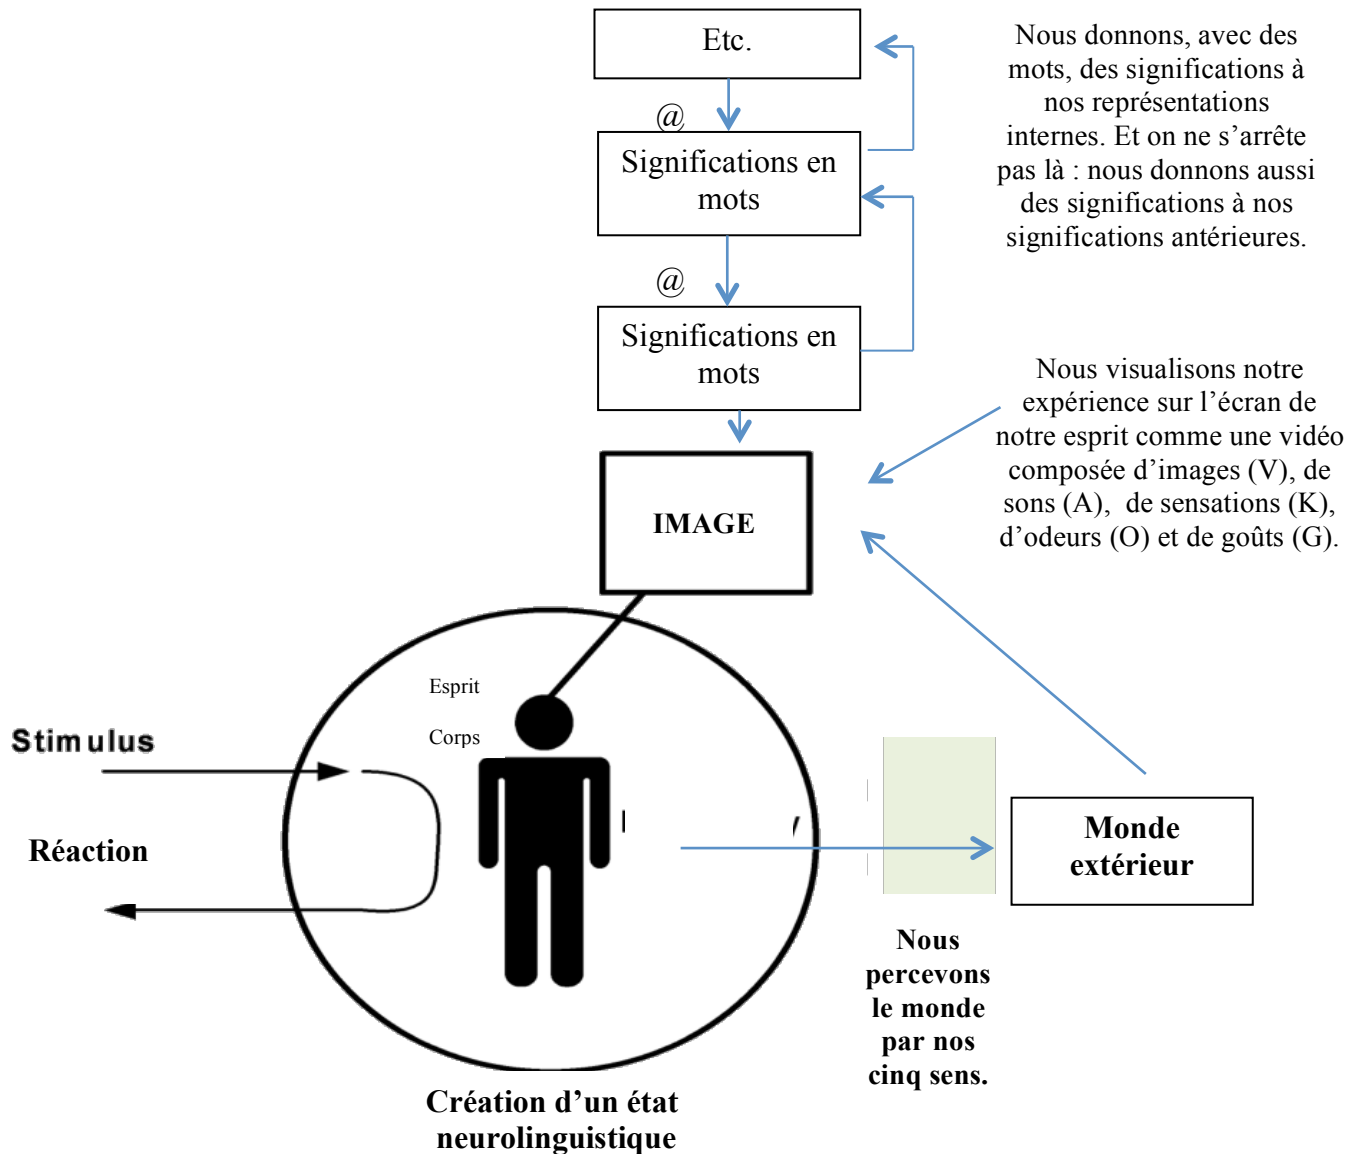 Etc.
@
Significations en
mots
@
Significations en
mots
IMAGE
Nous donnons, avec des
mots, des significations à
nos représentations
internes. Et on ne s’arrête
pas là : nous donnons aussi
des significations à nos
significations antérieures.
Nous visualisons notre
expérience sur l’écran de
notre esprit comme une vidéo
composée d’images (V), de
sons (A), de sensations (K),
d’odeurs (O) et de goûts (G).
Esprit
Corps
Stimulus
Réaction
Monde
extérieur
Nous
percevons
le monde
par nos
cinq sens.
Création d’un état
neurolinguistique